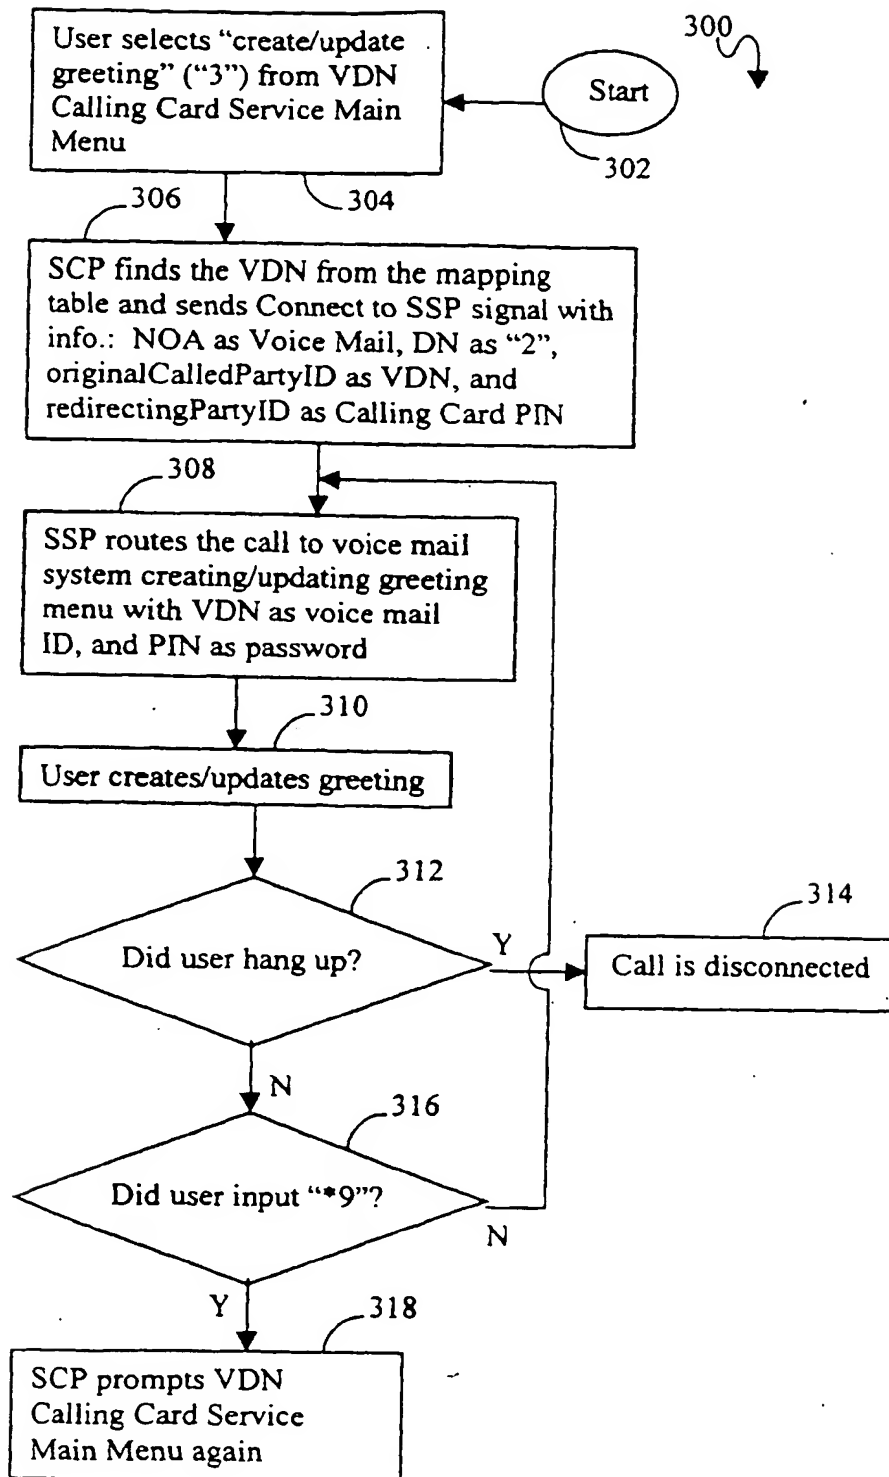 300
Start
302
User selects “create/update
greeting” (“3”) from VDN
Calling Card Service Main
Menu
304
306
SCP finds the VDN from the mapping
table and sends Connect to SSP signal with
info.: NOA as Voice Mail, DN as “2”,
originalCalledPartyID as VDN, and
redirectingPartyID as Calling Card PIN
308
SSP routes the call to voice mail
system creating/updating greeting
menu with VDN as voice mail
ID, and PIN as password
310
User creates/updates greeting
312
Did user hang up?
Y
314
Call is disconnected
N
316
Did user input “*9”?
N
Y
318
SCP prompts VDN
Calling Card Service
Main Menu again